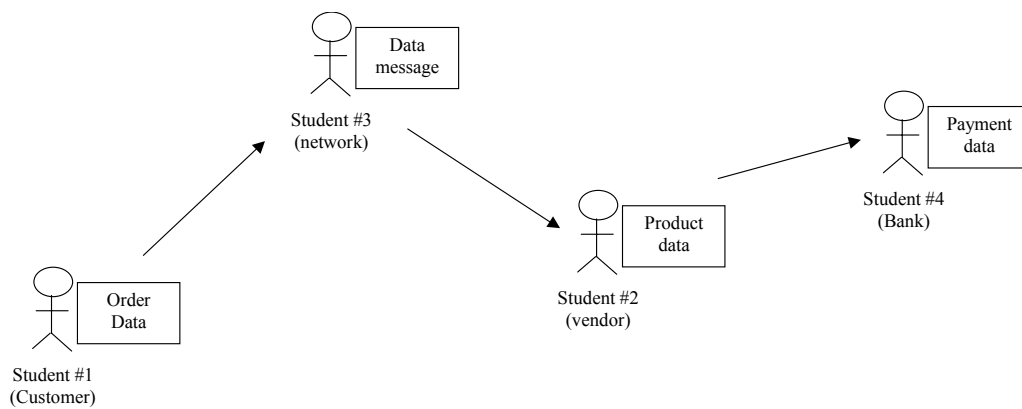 Data
message
Student #3
(network)
Payment
data
Student #4
(Bank)
Product
data
Student #2
(vendor)
Order
Data
Student #1
(Customer)